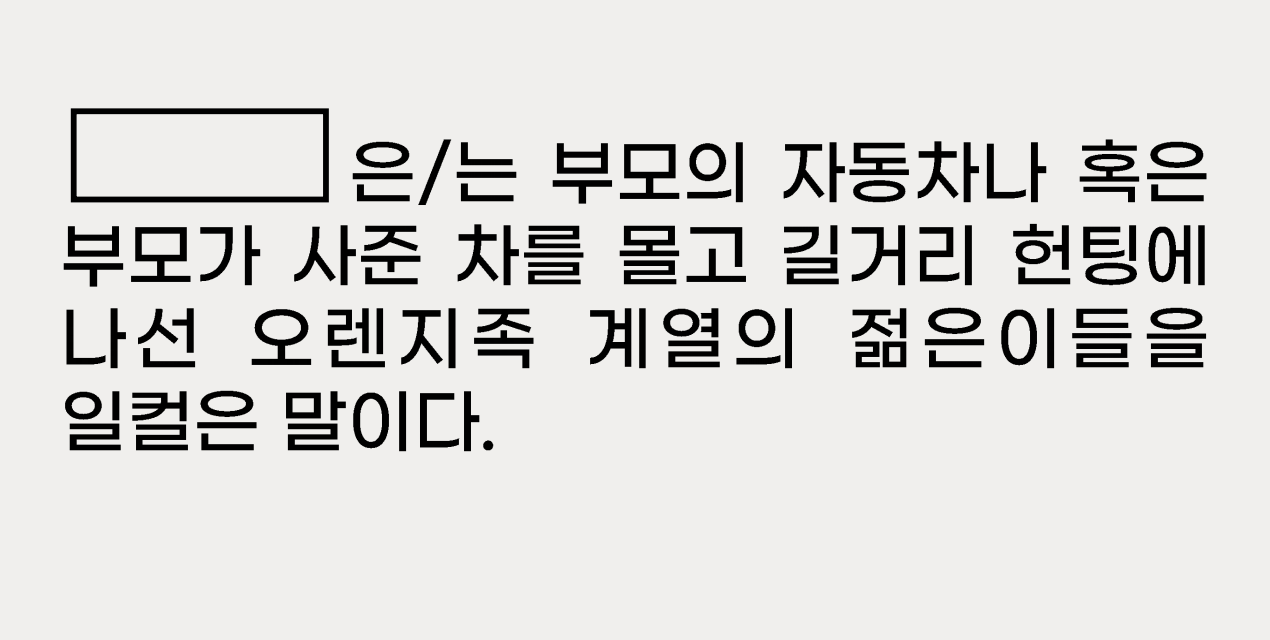 은/는 부모의 자동차나 혹은
부모가 사준 차를 몰고 길거리 헌팅에
나선 오렌지족 계열의 젊은이들을
일컬은 말이다.